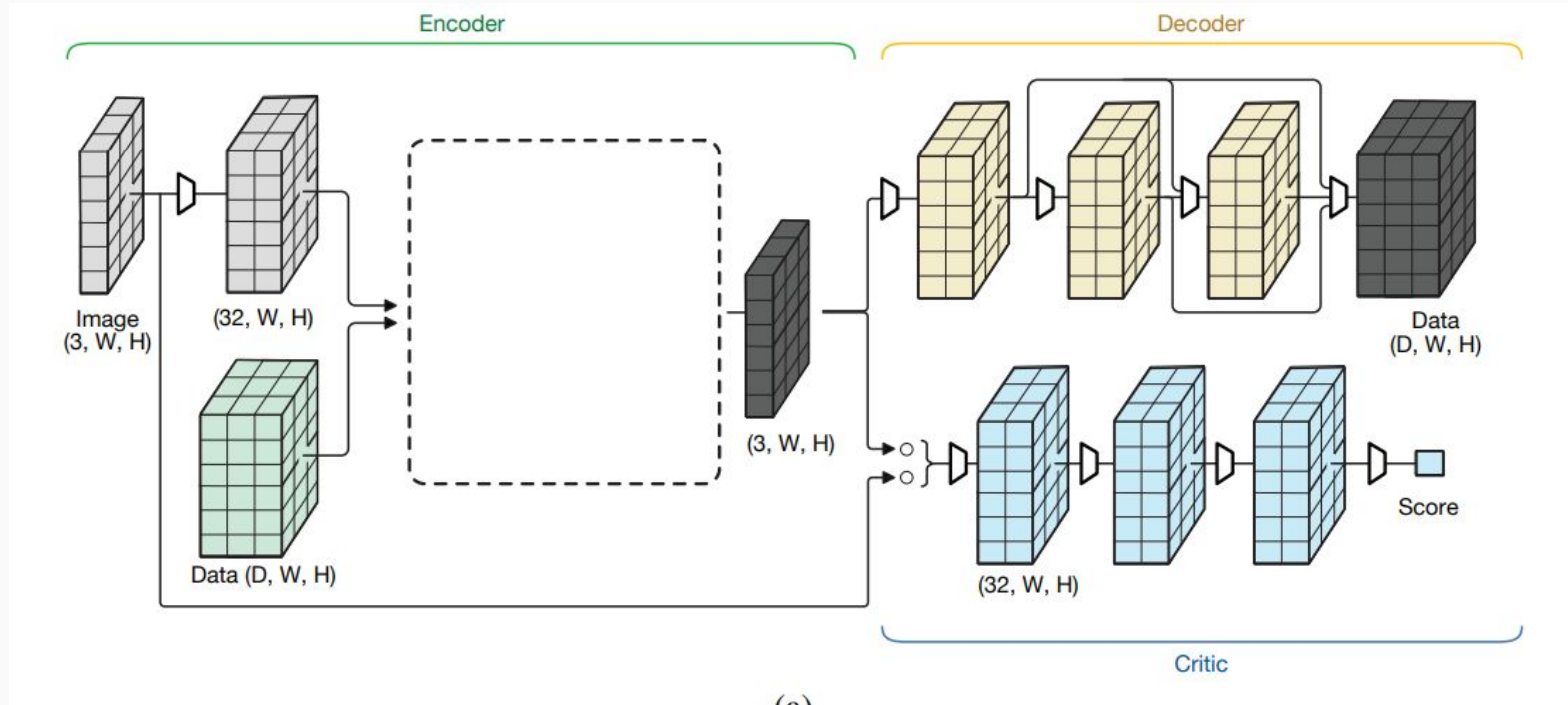 Encoder
Decoder
Image
(3, W, H)
(32, W, H)
Data (D, W, H)
(3, W, H)
Data
(D, W, H)
(32, W, H)
Score
Critic